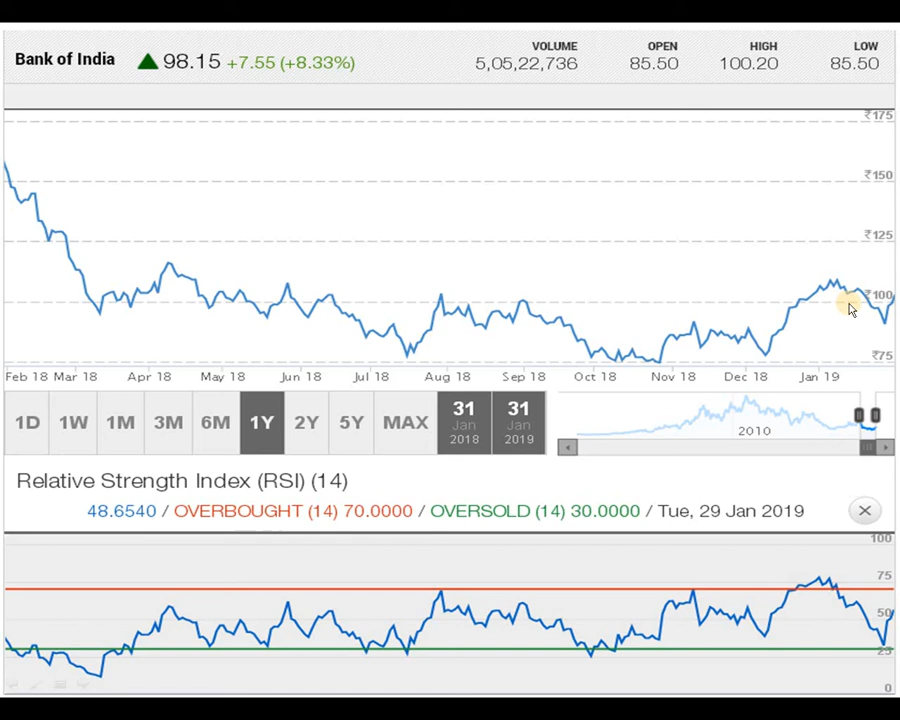 VOLUME OPEN HIGH LOW
Bank of India 98.15 +7.55 (+8.33%) 5,05,22,736 85.50 100.20 85.50
₹175
₹150
₹125
₹100
₹75
Feb 18 Mar 18 Apr 18 May 18 Jun 18 Jul 18 Aug 18 Sep 18 Oct 18 Nov 18 Dec 18 Jan 19
1D 1W 1M 3M 6M 1Y 2Y 5Y MAX
31 Jan 2018
31 Jan 2019
2010
Relative Strength Index (RSI) (14)
48.6540 / OVERBOUGHT (14) 70.0000 / OVERSOLD (14) 30.0000 / Tue, 29 Jan 2019
100
75
50
25
0